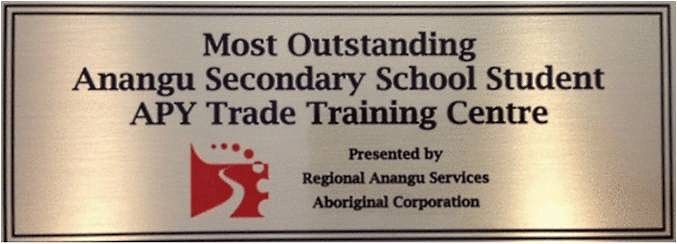 Most Outstanding
Anangu Secondary School Student
APY Trade Training Centre
Presented by
Regional Anangu Services
Aboriginal Corporation